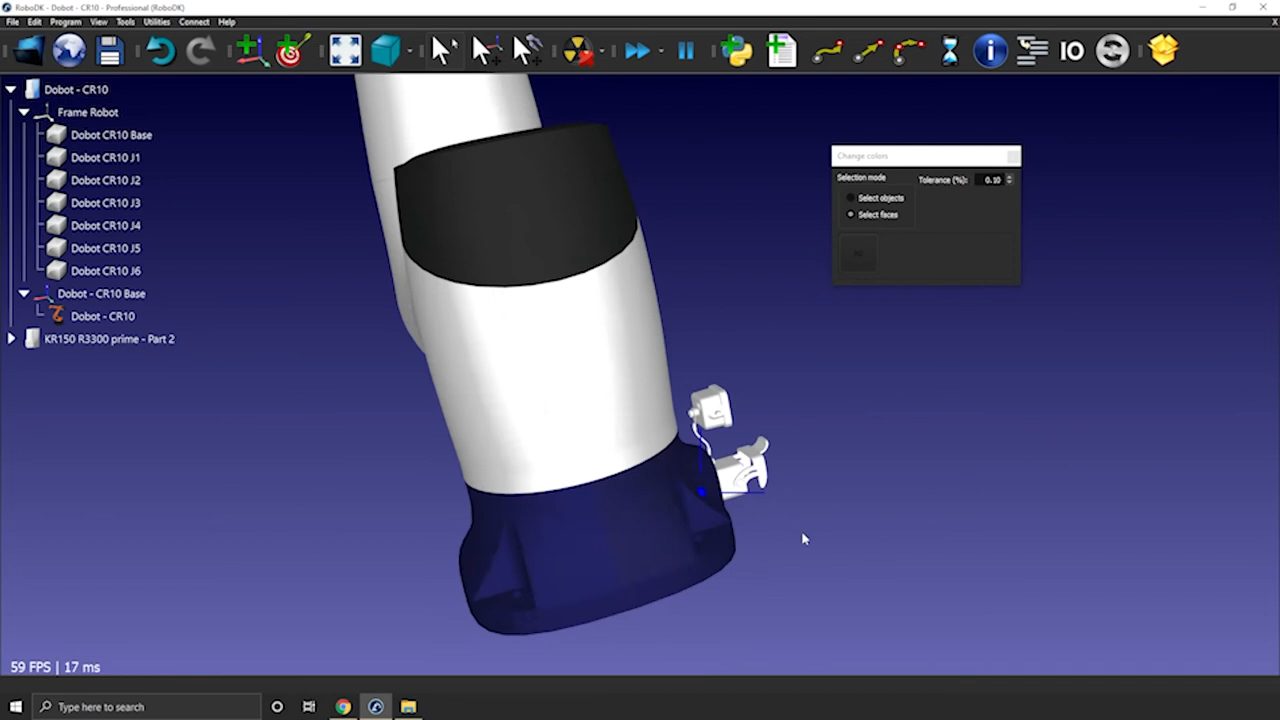 RoboDK - Dobot - CR10 - Professional (RoboDK)
File Edit Program View Tools Utilities Connect Help
X
IO
Dobot - CR10
Frame Robot
Dobot CR10 Base
Dobot CR10 J1
Dobot CR10 J2
Dobot CR10 J3
Dobot CR10 J4
Dobot CR10 J5
Dobot CR10 J6
Dobot - CR10 Base
Dobot - CR10
KR150 R3300 prime - Part 2
Change colors
Selection mode
Tolerance (%): 0.10
Select objects
Select faces
59 FPS | 17 ms
Type here to search